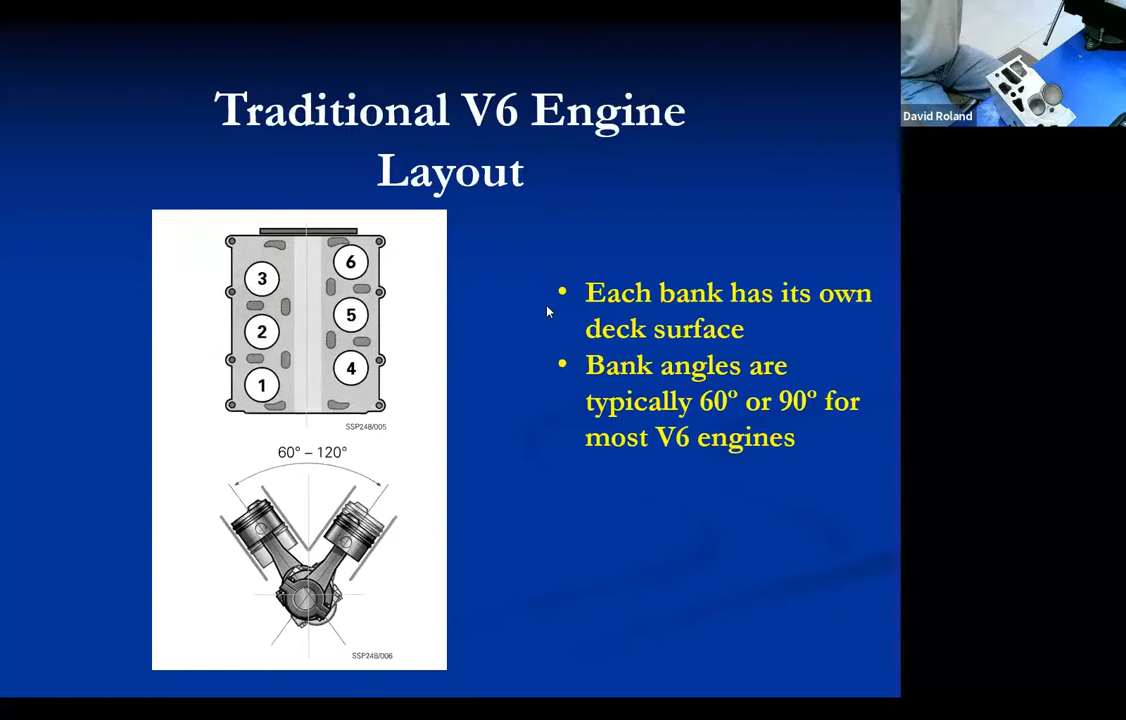 David Roland
Traditional V6 Engine
Layout
3
6
2
5
1
4
SSP248/005
60° – 120°
SSP248/006
• Each bank has its own
deck surface
• Bank angles are
typically 60º or 90º for
most V6 engines